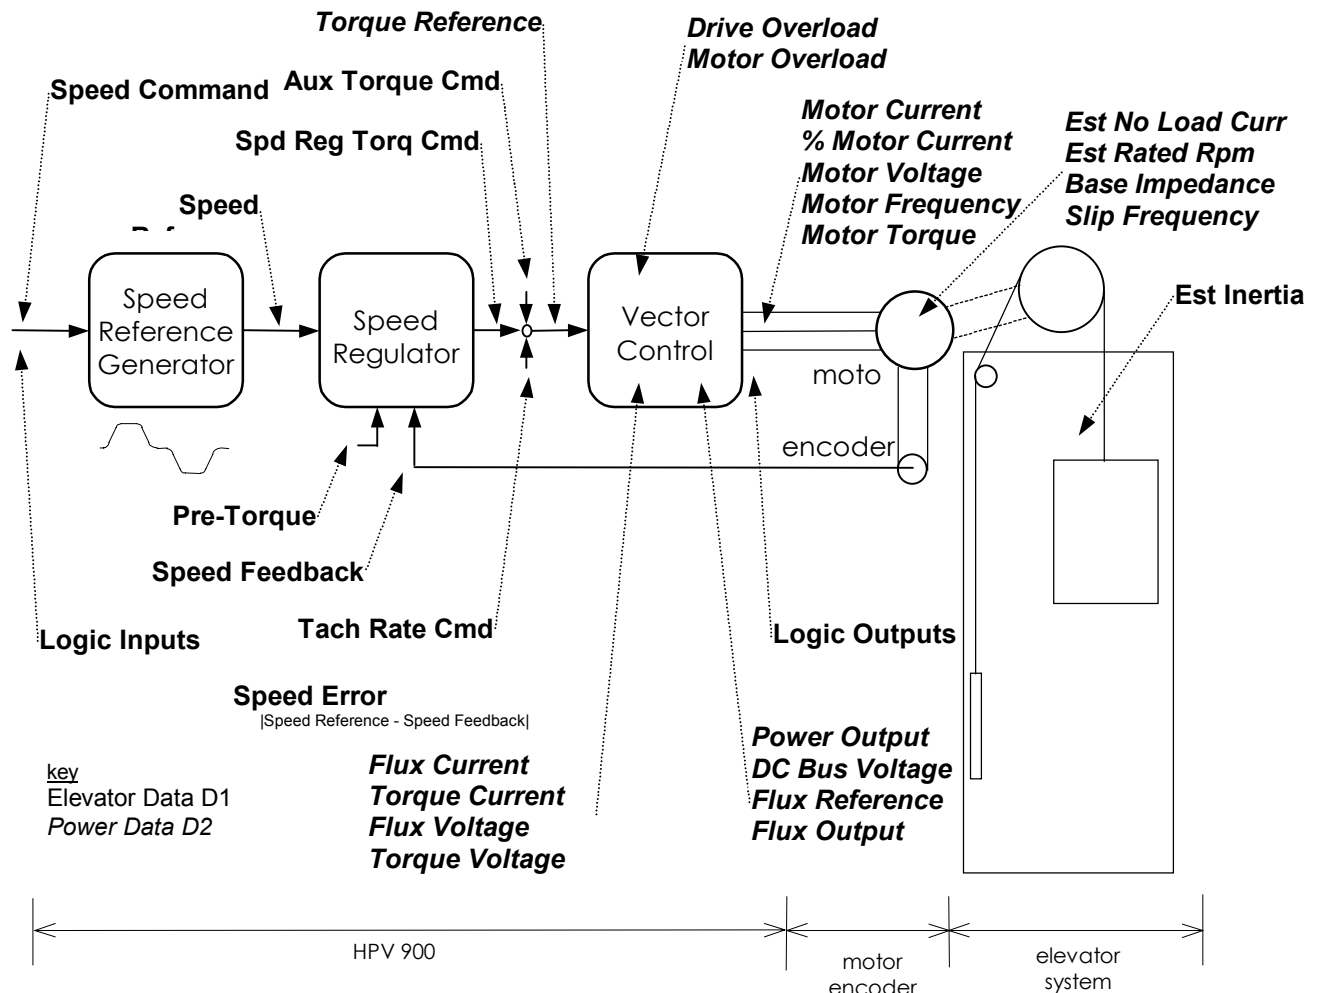 Torque Reference
Drive Overload
Motor Overload
Speed Command
Aux Torque Cmd
Spd Reg Torq Cmd
Motor Current
% Motor Current
Motor Voltage
Motor Frequency
Motor Torque
Est No Load Curr
Est Rated Rpm
Base Impedance
Slip Frequency
Speed
Est Inertia
Speed
Reference
Generator
Speed
Regulator
Vector
Control
moto
encoder
Pre-Torque
Speed Feedback
Logic Inputs
Tach Rate Cmd
Logic Outputs
Speed Error
|Speed Reference - Speed Feedback|
key
Elevator Data D1
Power Data D2
Flux Current
Torque Current
Flux Voltage
Torque Voltage
Power Output
DC Bus Voltage
Flux Reference
Flux Output
HPV 900
motor
encoder
elevator
system